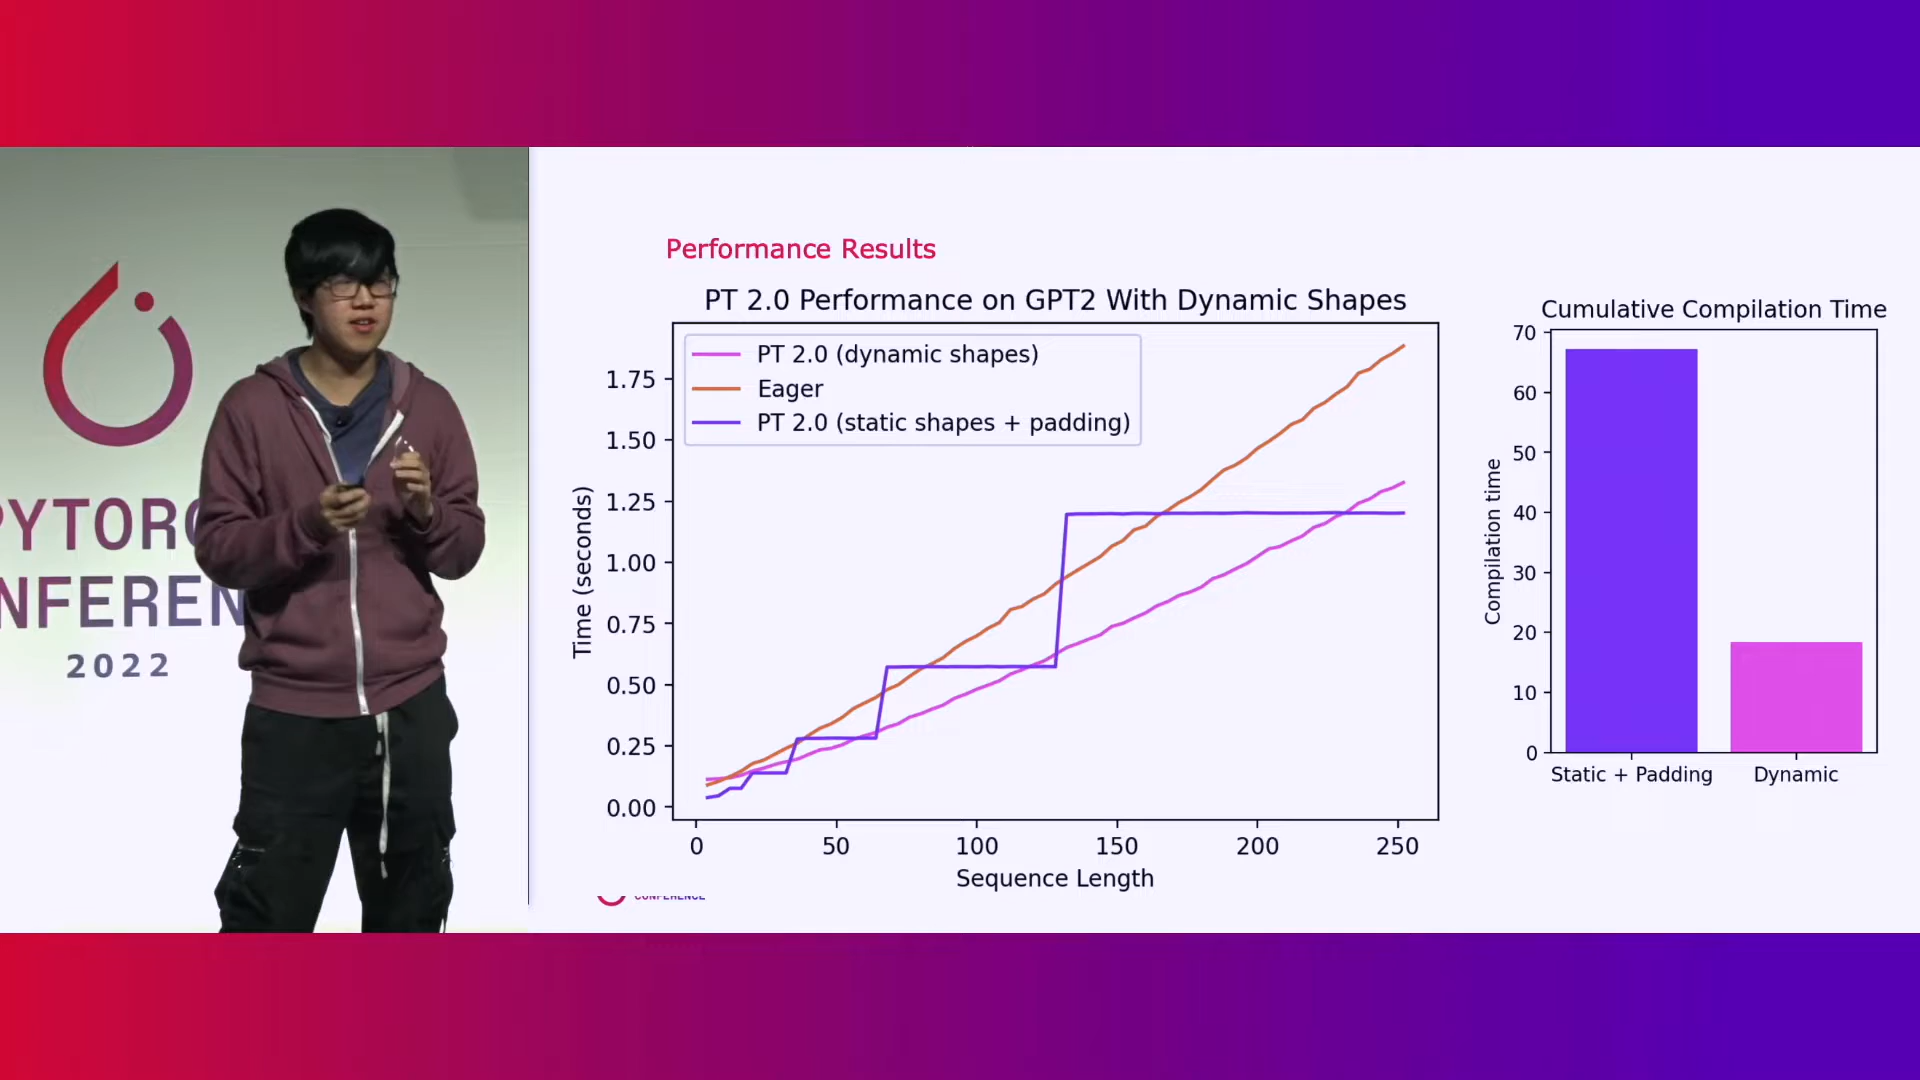 PYTORC
NFEREN
2022
Performance Results
PT 2.0 Performance on GPT2 With Dynamic Shapes
PT 2.0 (dynamic shapes)
Eager
PT 2.0 (static shapes + padding)
Time (seconds)
1.75
1.50
1.25
1.00
0.75
0.50
0.25
0.00
0 50 100 150 200 250
Sequence Length
Cumulative Compilation Time
Compilation time
70
60
50
40
30
20
10
0
Static + Padding Dynamic
CONFERENCE